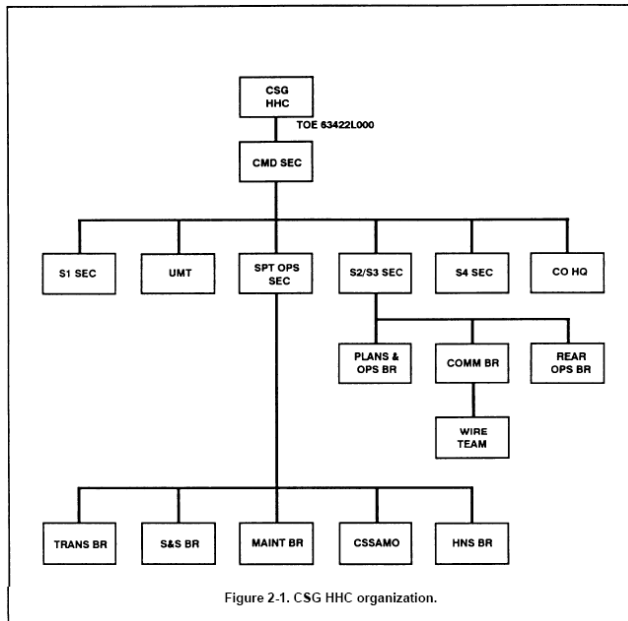 CSG
HHC
TOE 63422L000
CMD SEC
S1 SEC
UMT
SPT OPS
SEC
S2/S3 SEC
S4 SEC
CO HQ
PLANS &
OPS BR
COMM BR
REAR
OPS BR
WIRE
TEAM
TRANS BR
S&S BR
MAINT BR
CSSAMO
HNS BR
Figure 2-1. CSG HHC organization.